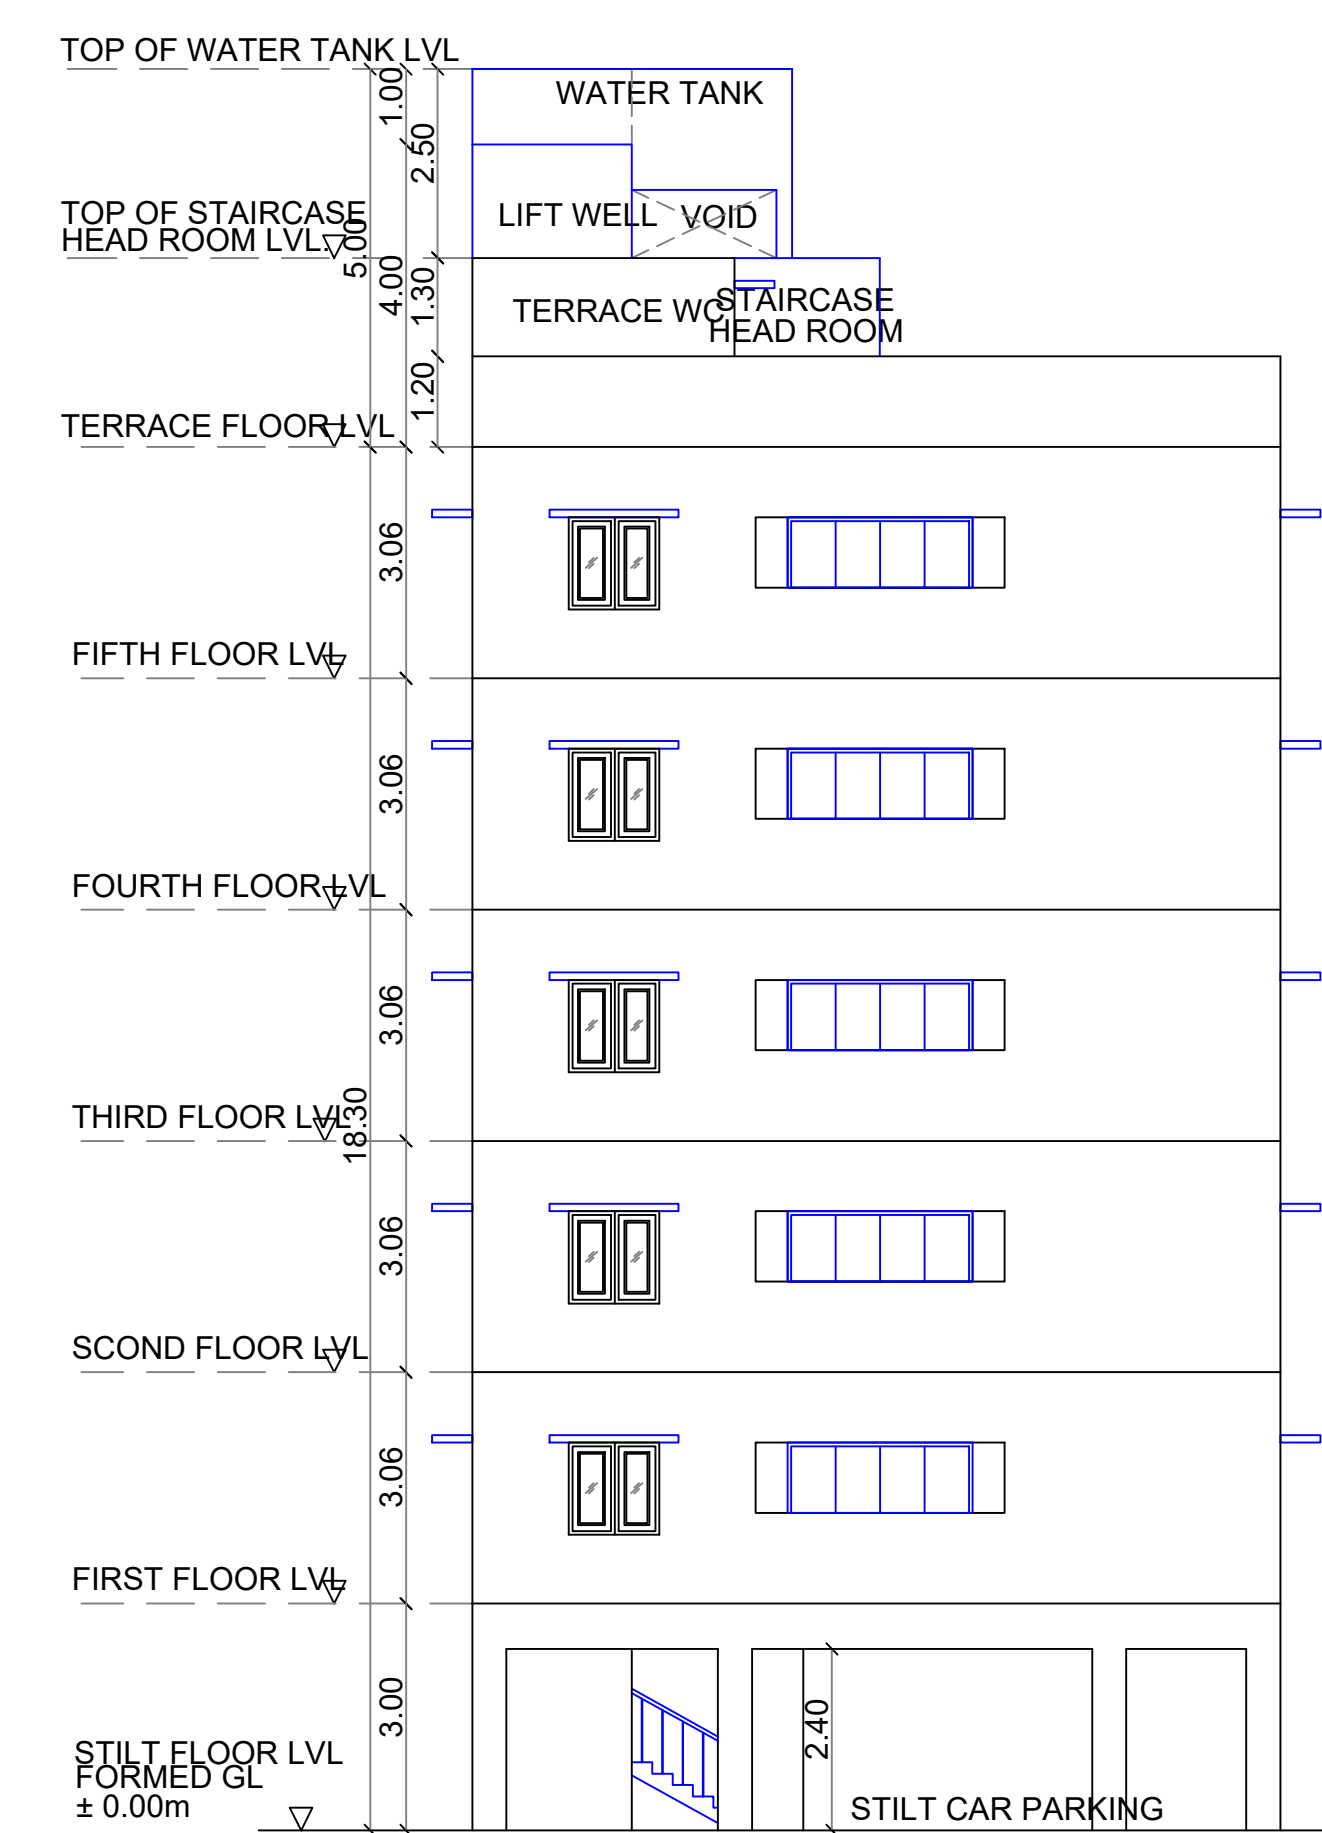 TOP OF WATER TANK LVL
1.00
WATER TANK
2.50
TOP OF STAIRCASE
HEAD ROOM LVL.
LIFT WELL
VOID
5.00
4.00
1.30
TERRACE WC
STAIRCASE
HEAD ROOM
1.20
TERRACE FLOOR LVL
3.06
FIFTH FLOOR LVL
3.06
FOURTH FLOOR LVL
3.06
THIRD FLOOR LVL
18.30
3.06
SCOND FLOOR LVL
3.06
FIRST FLOOR LVL
3.00
2.40
STILT FLOOR LVL
FORMED GL
± 0.00m
STILT CAR PARKING